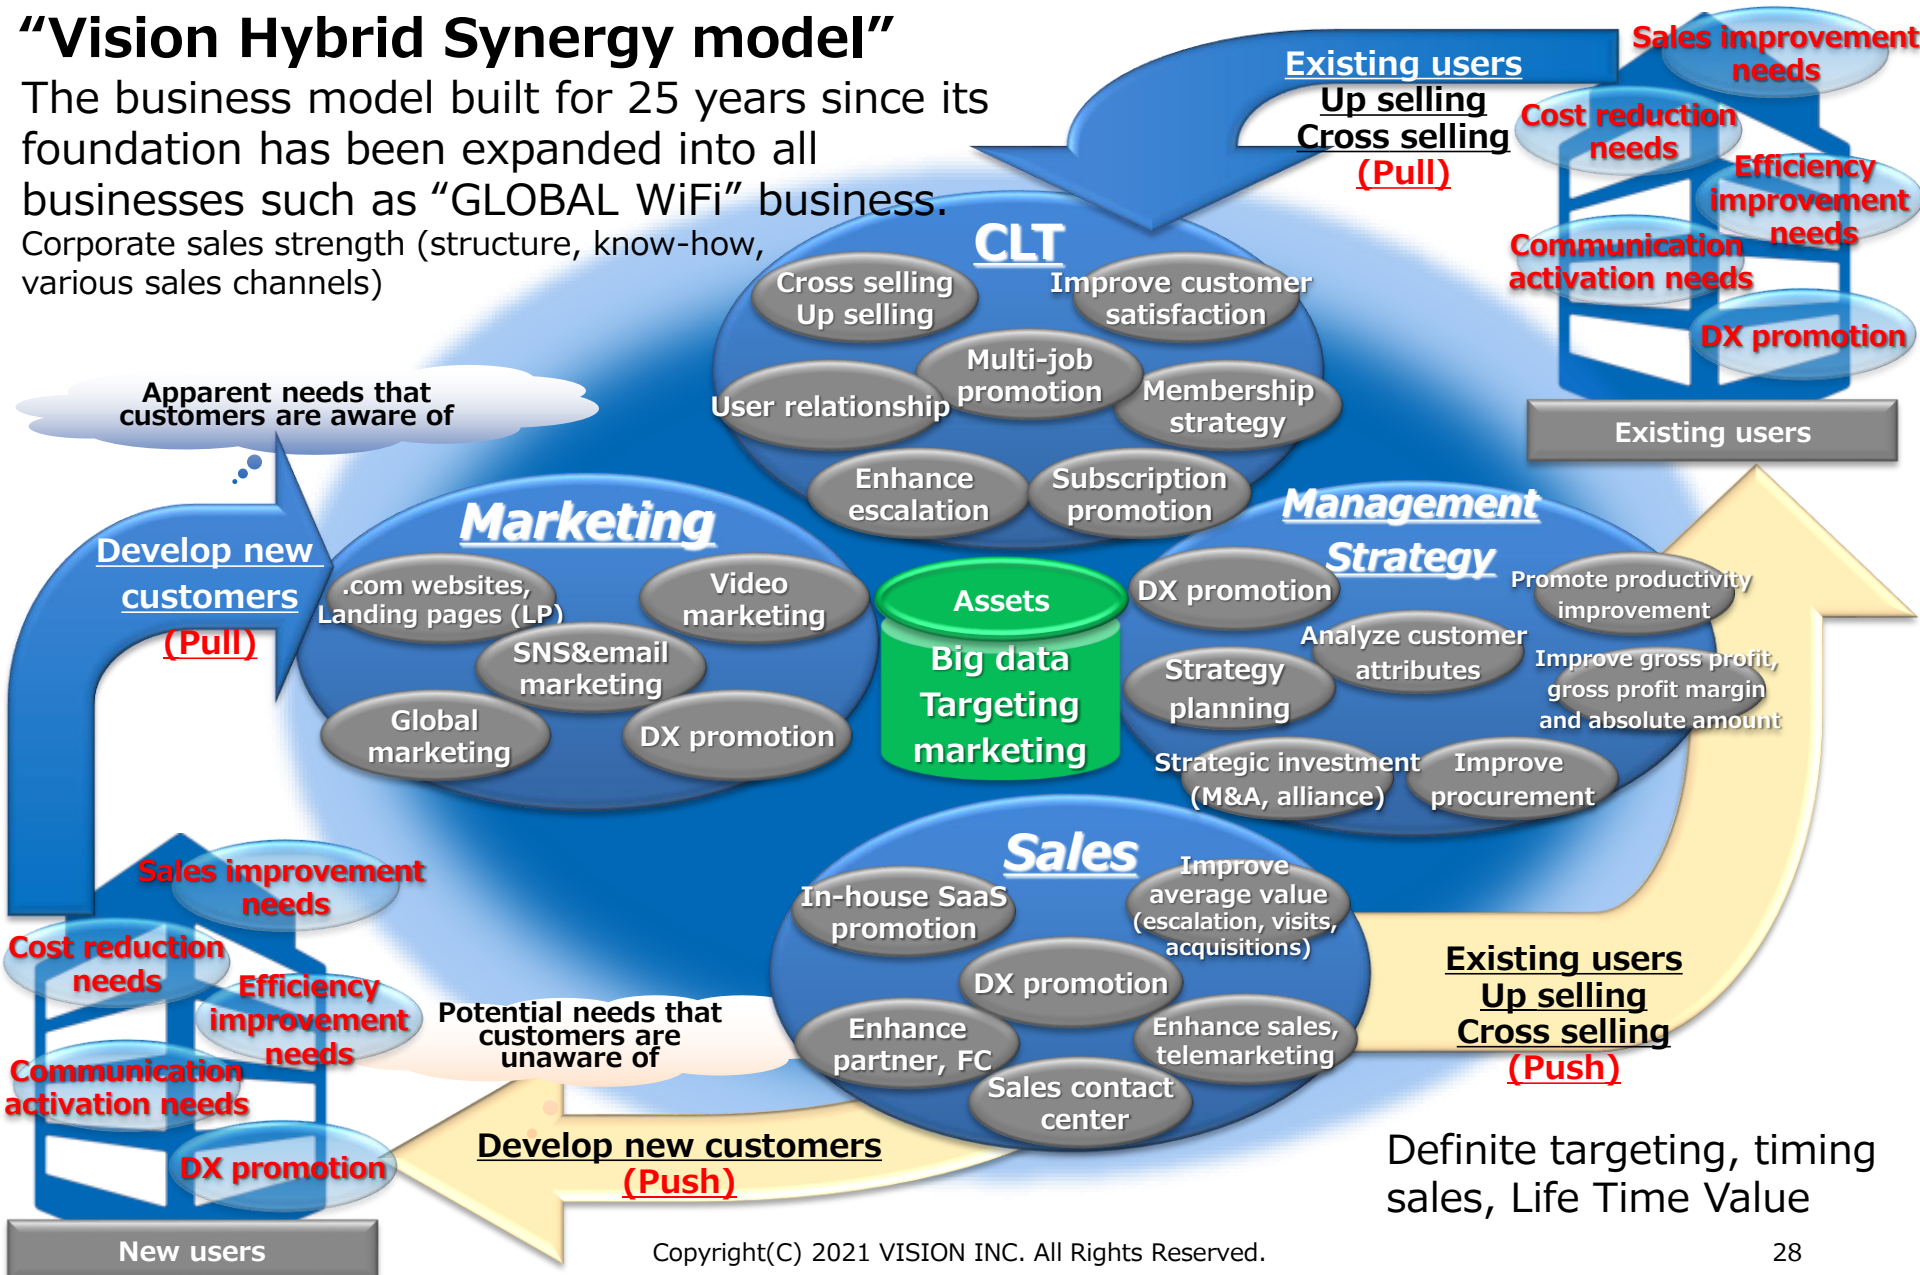 “Vision Hybrid Synergy model”
The business model built for 25 years since its
foundation has been expanded into all
businesses such as “GLOBAL WiFi” business.
Corporate sales strength (structure, know-how,
various sales channels)
Existing users
Up selling
Cross selling
(Pull)
Sales improvement
needs
Cost reduction
needs
Efficiency
improvement
needs
Communication
activation needs
DX promotion
Existing users
CLT
Cross selling
Up selling
Improve customer
satisfaction
Multi-job
promotion
User relationship
Membership
strategy
Enhance
escalation
Subscription
promotion
Apparent needs that
customers are aware of
Develop new
customers
(Pull)
Marketing
.com websites,
Landing pages (LP)
Video
marketing
SNS&email
marketing
Global
marketing
DX promotion
Assets
Big data
Targeting
marketing
Management
Strategy
DX promotion
Promote productivity
improvement
Analyze customer
attributes
Strategy
planning
Improve gross profit,
gross profit margin
and absolute amount
Strategic investment
(M&A, alliance)
Improve
procurement
Sales
In-house SaaS
promotion
Improve
average value
(escalation, visits,
acquisitions)
DX promotion
Enhance
partner, FC
Enhance sales,
telemarketing
Sales contact
center
Existing users
Up selling
Cross selling
(Push)
Sales improvement
needs
Cost reduction
needs
Efficiency
improvement
needs
Communication
activation needs
DX promotion
New users
Potential needs that
customers are
unaware of
Develop new customers
(Push)
Definite targeting, timing
sales, Life Time Value
Copyright(C) 2021 VISION INC. All Rights Reserved.
28